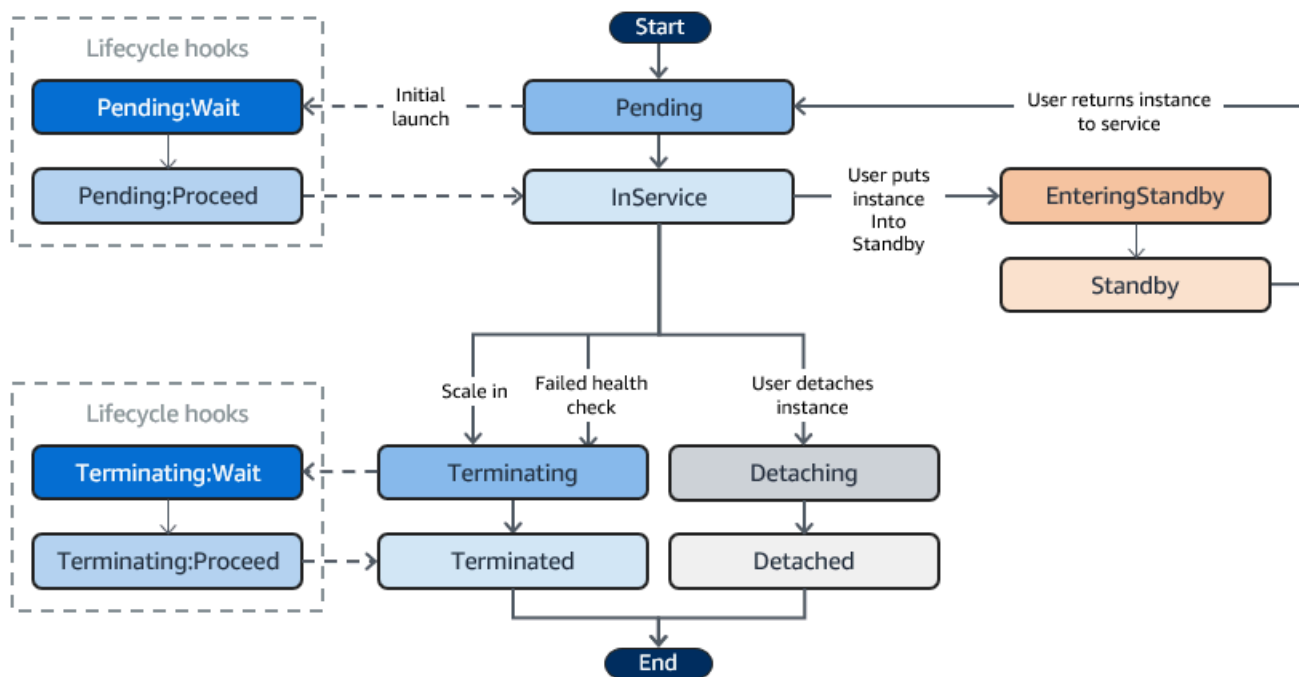 Start
Lifecycle hooks
Pending:Wait
Initial
launch
Pending
User returns instance
to service
Pending:Proceed
InService
User puts
instance
Into
Standby
EnteringStandby
Standby
Scale in
Failed health
check
User detaches
instance
Lifecycle hooks
Terminating:Wait
Terminating
Detaching
Terminating:Proceed
Terminated
Detached
End